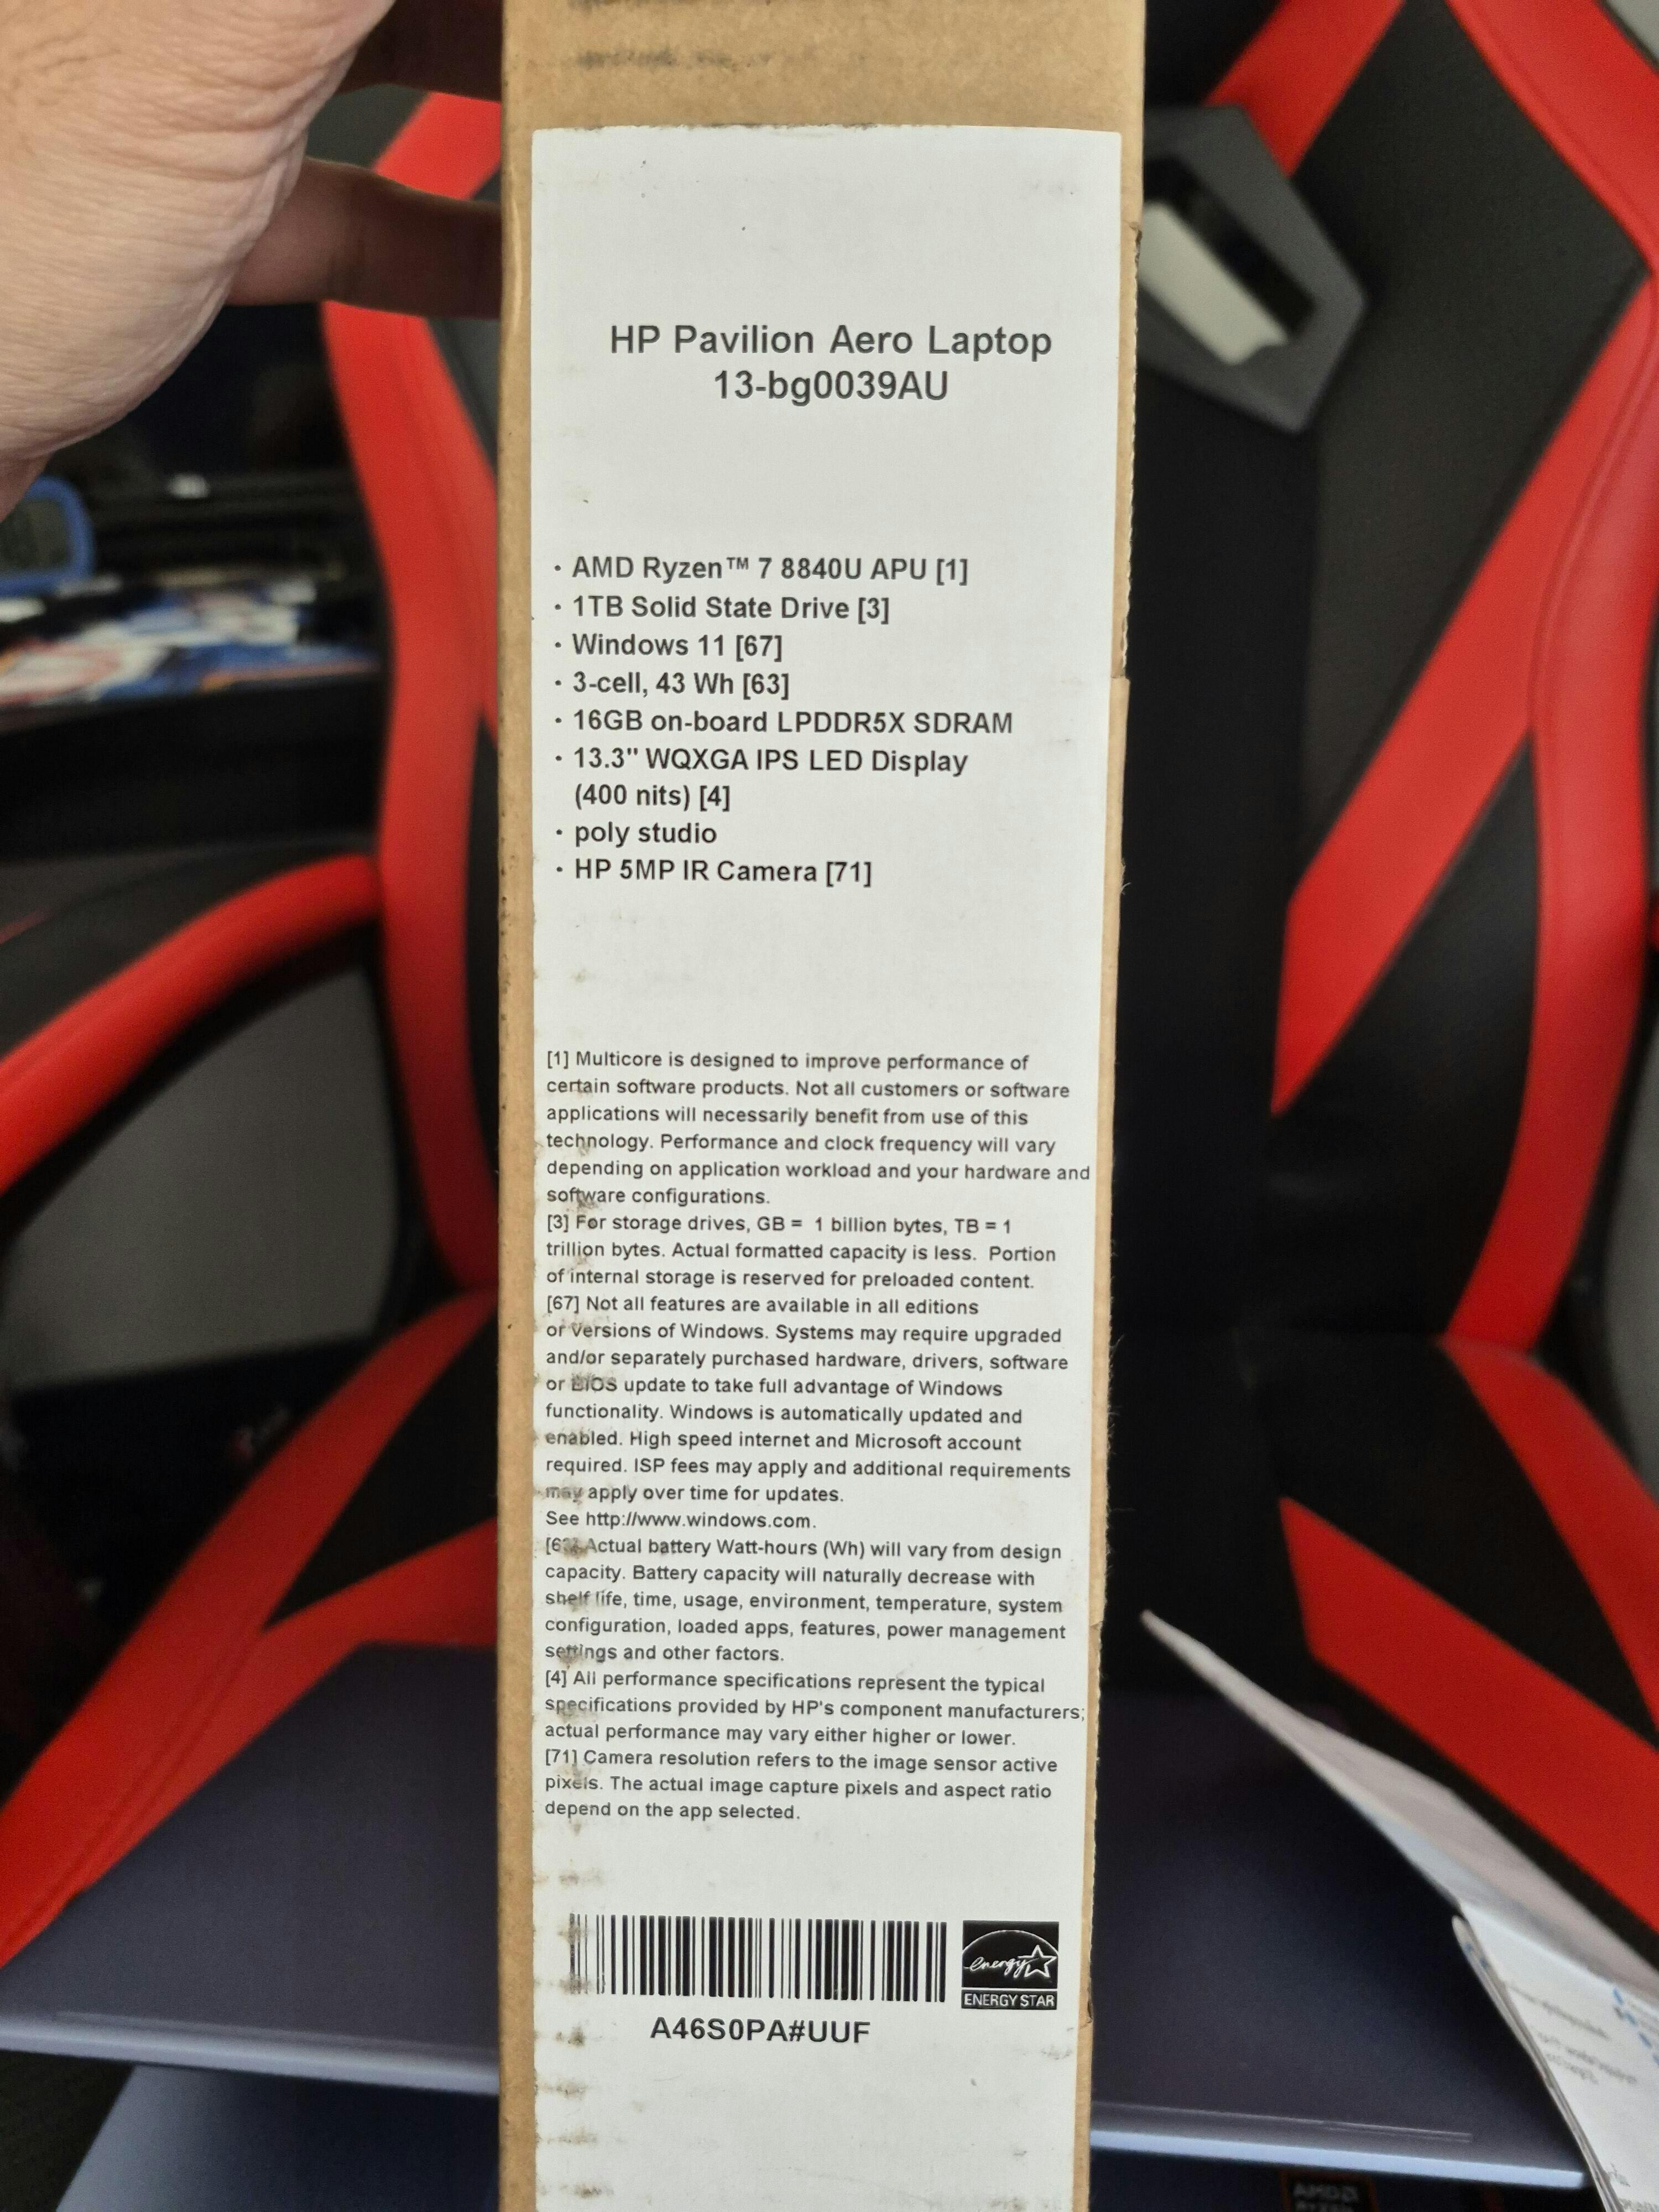 HP Pavilion Aero Laptop
13-bg0039AU
· AMD Ryzen™ 7 8840U APU [1]
· 1TB Solid State Drive [3]
· Windows 11 [67]
· 3-cell, 43 Wh [63]
· 16GB on-board LPDDR5X SDRAM
· 13.3" WQXGA IPS LED Display
(400 nits) [4]
· poly studio
· HP 5MP IR Camera [71]
[1] Multicore is designed to improve performance of
certain software products. Not all customers or software
applications will necessarily benefit from use of this
technology. Performance and clock frequency will vary
depending on application workload and your hardware and
software configurations.
[3] For storage drives, GB = 1 billion bytes, TB = 1
trillion bytes. Actual formatted capacity is less. Portion
of internal storage is reserved for preloaded content.
[67] Not all features are available in all editions
or versions of Windows. Systems may require upgraded
and/or separately purchased hardware, drivers, software
or BIOS update to take full advantage of Windows
functionality. Windows is automatically updated and
enabled. High speed internet and Microsoft account
required. ISP fees may apply and additional requirements
may apply over time for updates.
See http://www.windows.com.
[63] Actual battery Watt-hours (Wh) will vary from design
capacity. Battery capacity will naturally decrease with
shelf life, time, usage, environment, temperature, system
configuration, loaded apps, features, power management
settings and other factors.
[4] All performance specifications represent the typical
specifications provided by HP's component manufacturers;
actual performance may vary either higher or lower.
[71] Camera resolution refers to the image sensor active
pixels. The actual image capture pixels and aspect ratio
depend on the app selected.
energy
ENERGY STAR
A46S0PA#UUF
AMD
RYZEN